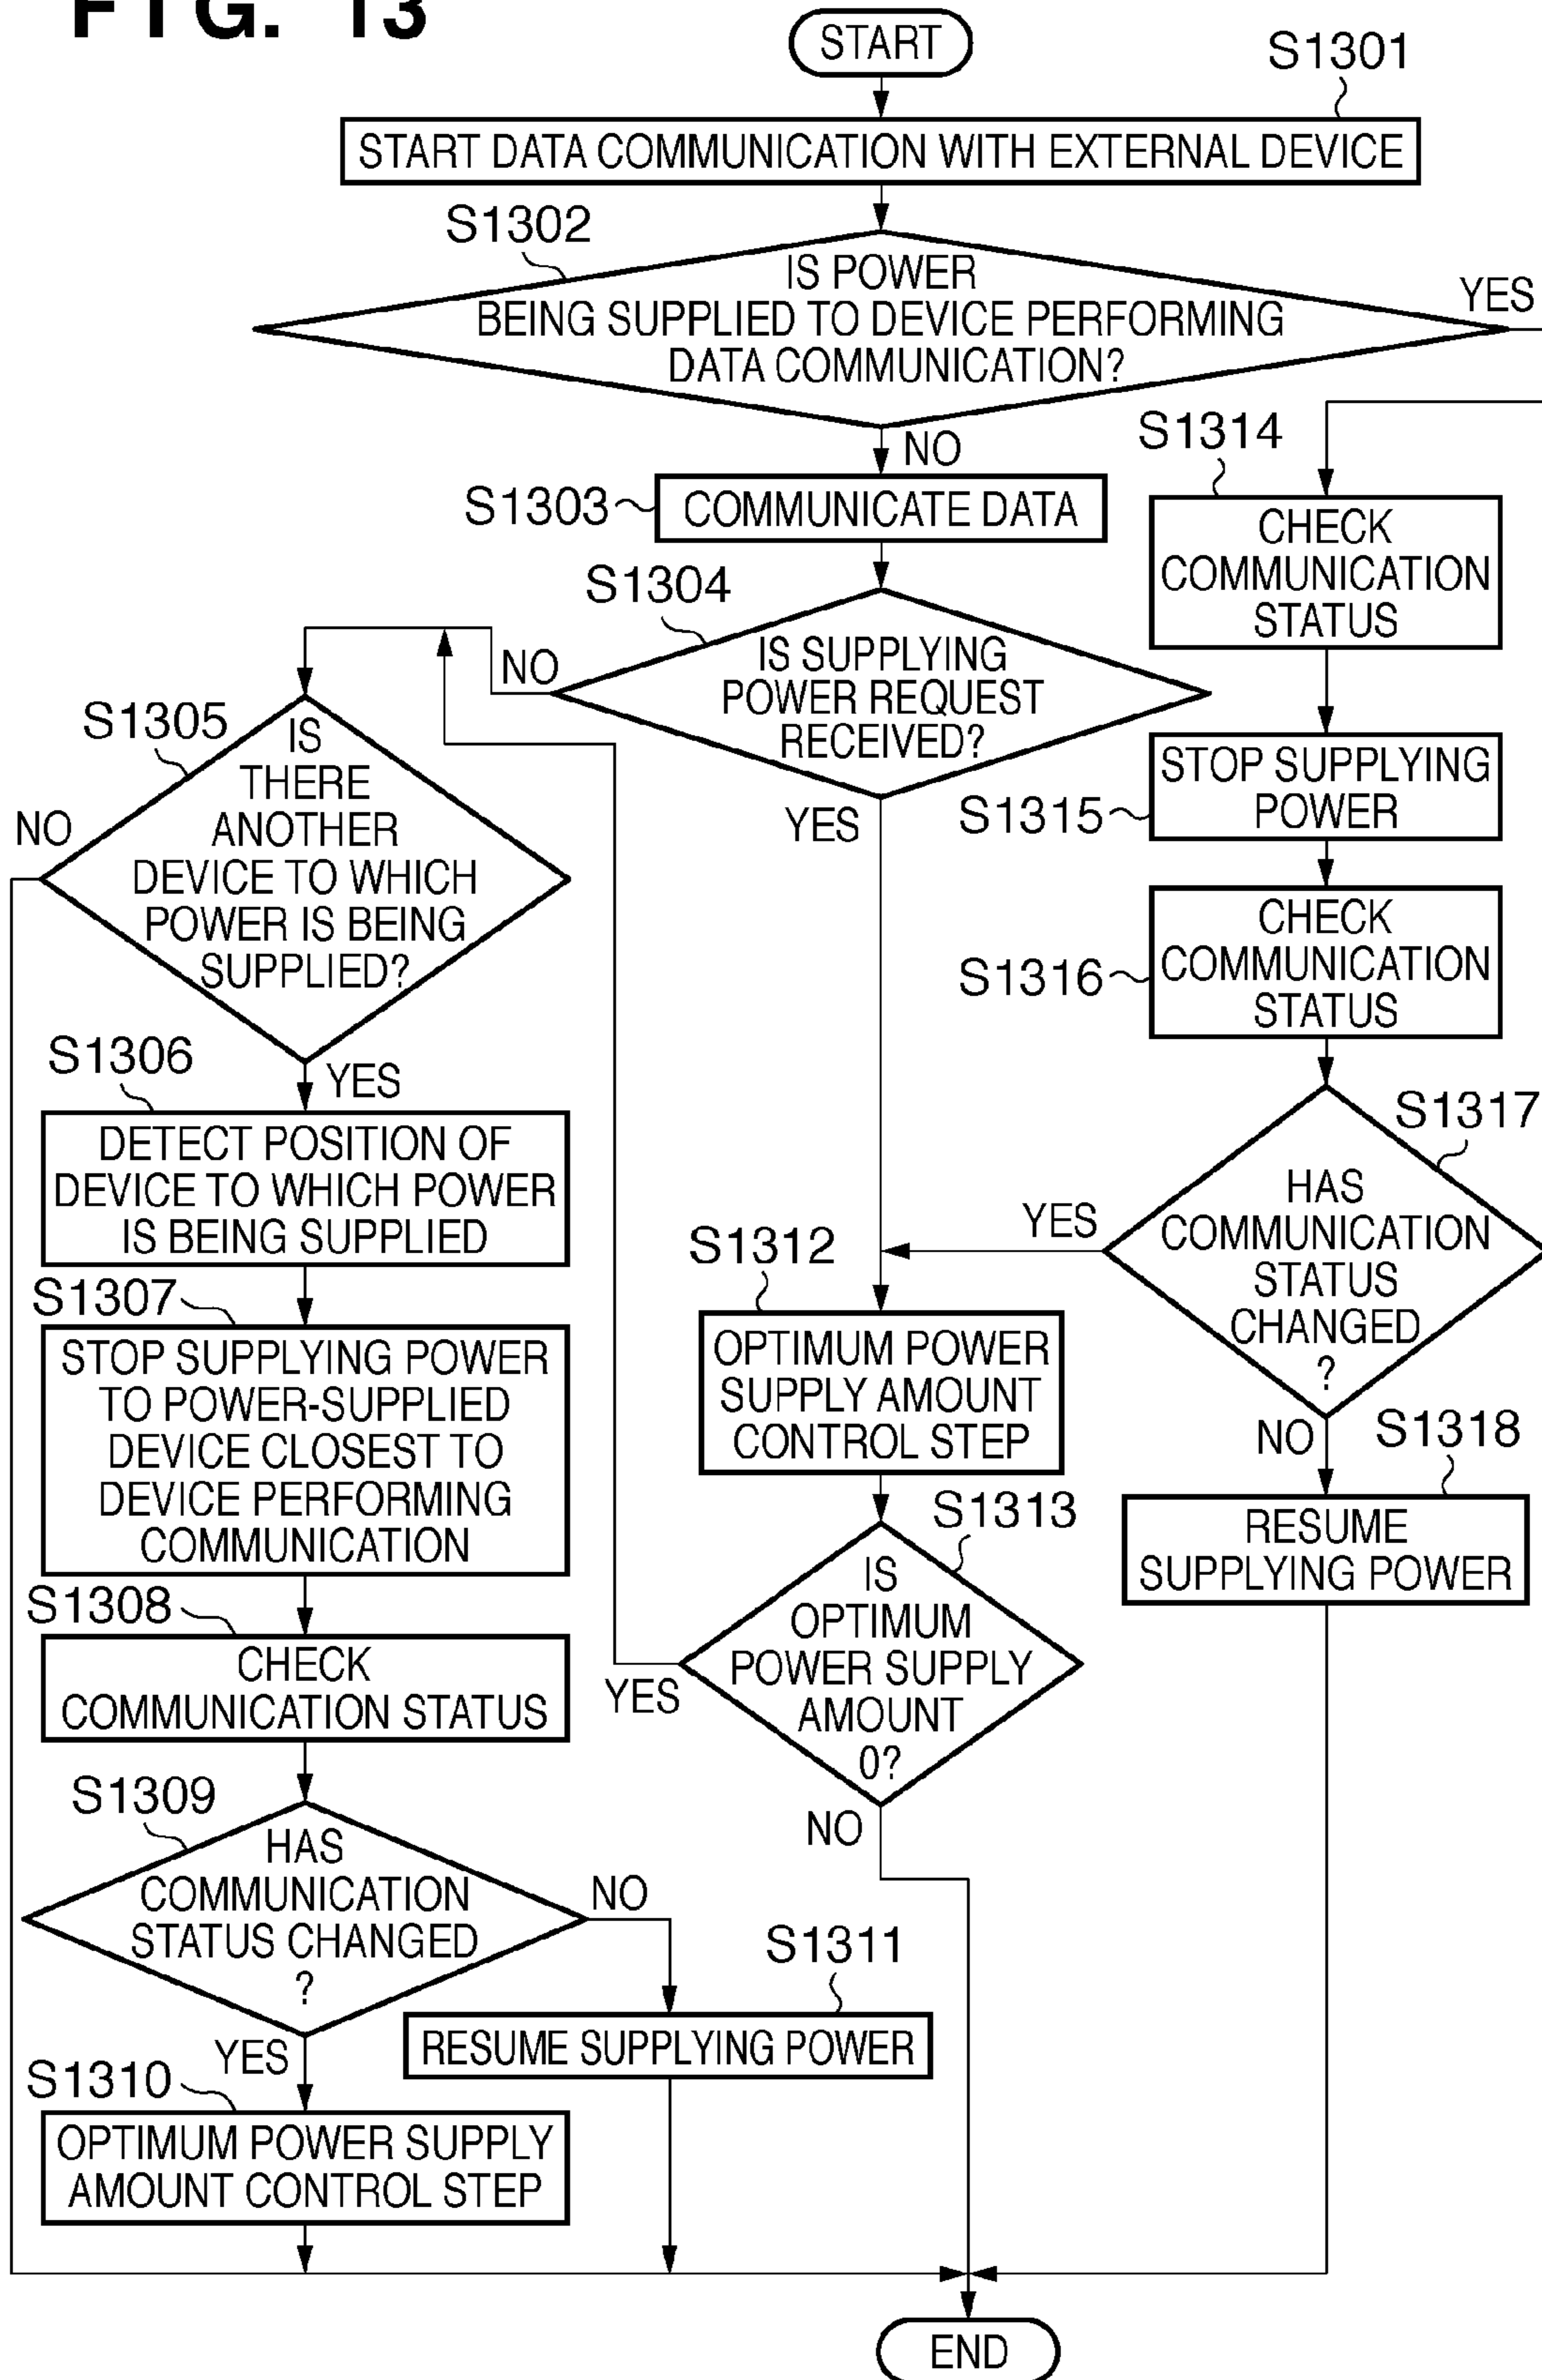 FIG. 13
START
S1301
START DATA COMMUNICATION WITH EXTERNAL DEVICE
S1302
IS POWER
BEING SUPPLIED TO DEVICE PERFORMING
DATA COMMUNICATION?
YES
NO
S1303
COMMUNICATE DATA
S1314
CHECK
COMMUNICATION
STATUS
S1304
IS SUPPLYING
POWER REQUEST
RECEIVED?
NO
YES
S1305
IS
THERE
ANOTHER
DEVICE TO WHICH
POWER IS BEING
SUPPLIED?
NO
YES
S1315
STOP SUPPLYING
POWER
S1316
CHECK
COMMUNICATION
STATUS
S1306
DETECT POSITION OF
DEVICE TO WHICH POWER
IS BEING SUPPLIED
S1317
HAS
COMMUNICATION
STATUS
CHANGED
?
YES
NO
S1307
STOP SUPPLYING POWER
TO POWER-SUPPLIED
DEVICE CLOSEST TO
DEVICE PERFORMING
COMMUNICATION
S1312
OPTIMUM POWER
SUPPLY AMOUNT
CONTROL STEP
S1318
RESUME
SUPPLYING POWER
S1313
IS
OPTIMUM
POWER SUPPLY
AMOUNT
0?
YES
NO
S1308
CHECK
COMMUNICATION STATUS
S1309
HAS
COMMUNICATION
STATUS CHANGED
?
NO
YES
S1311
RESUME SUPPLYING POWER
S1310
OPTIMUM POWER SUPPLY
AMOUNT CONTROL STEP
END